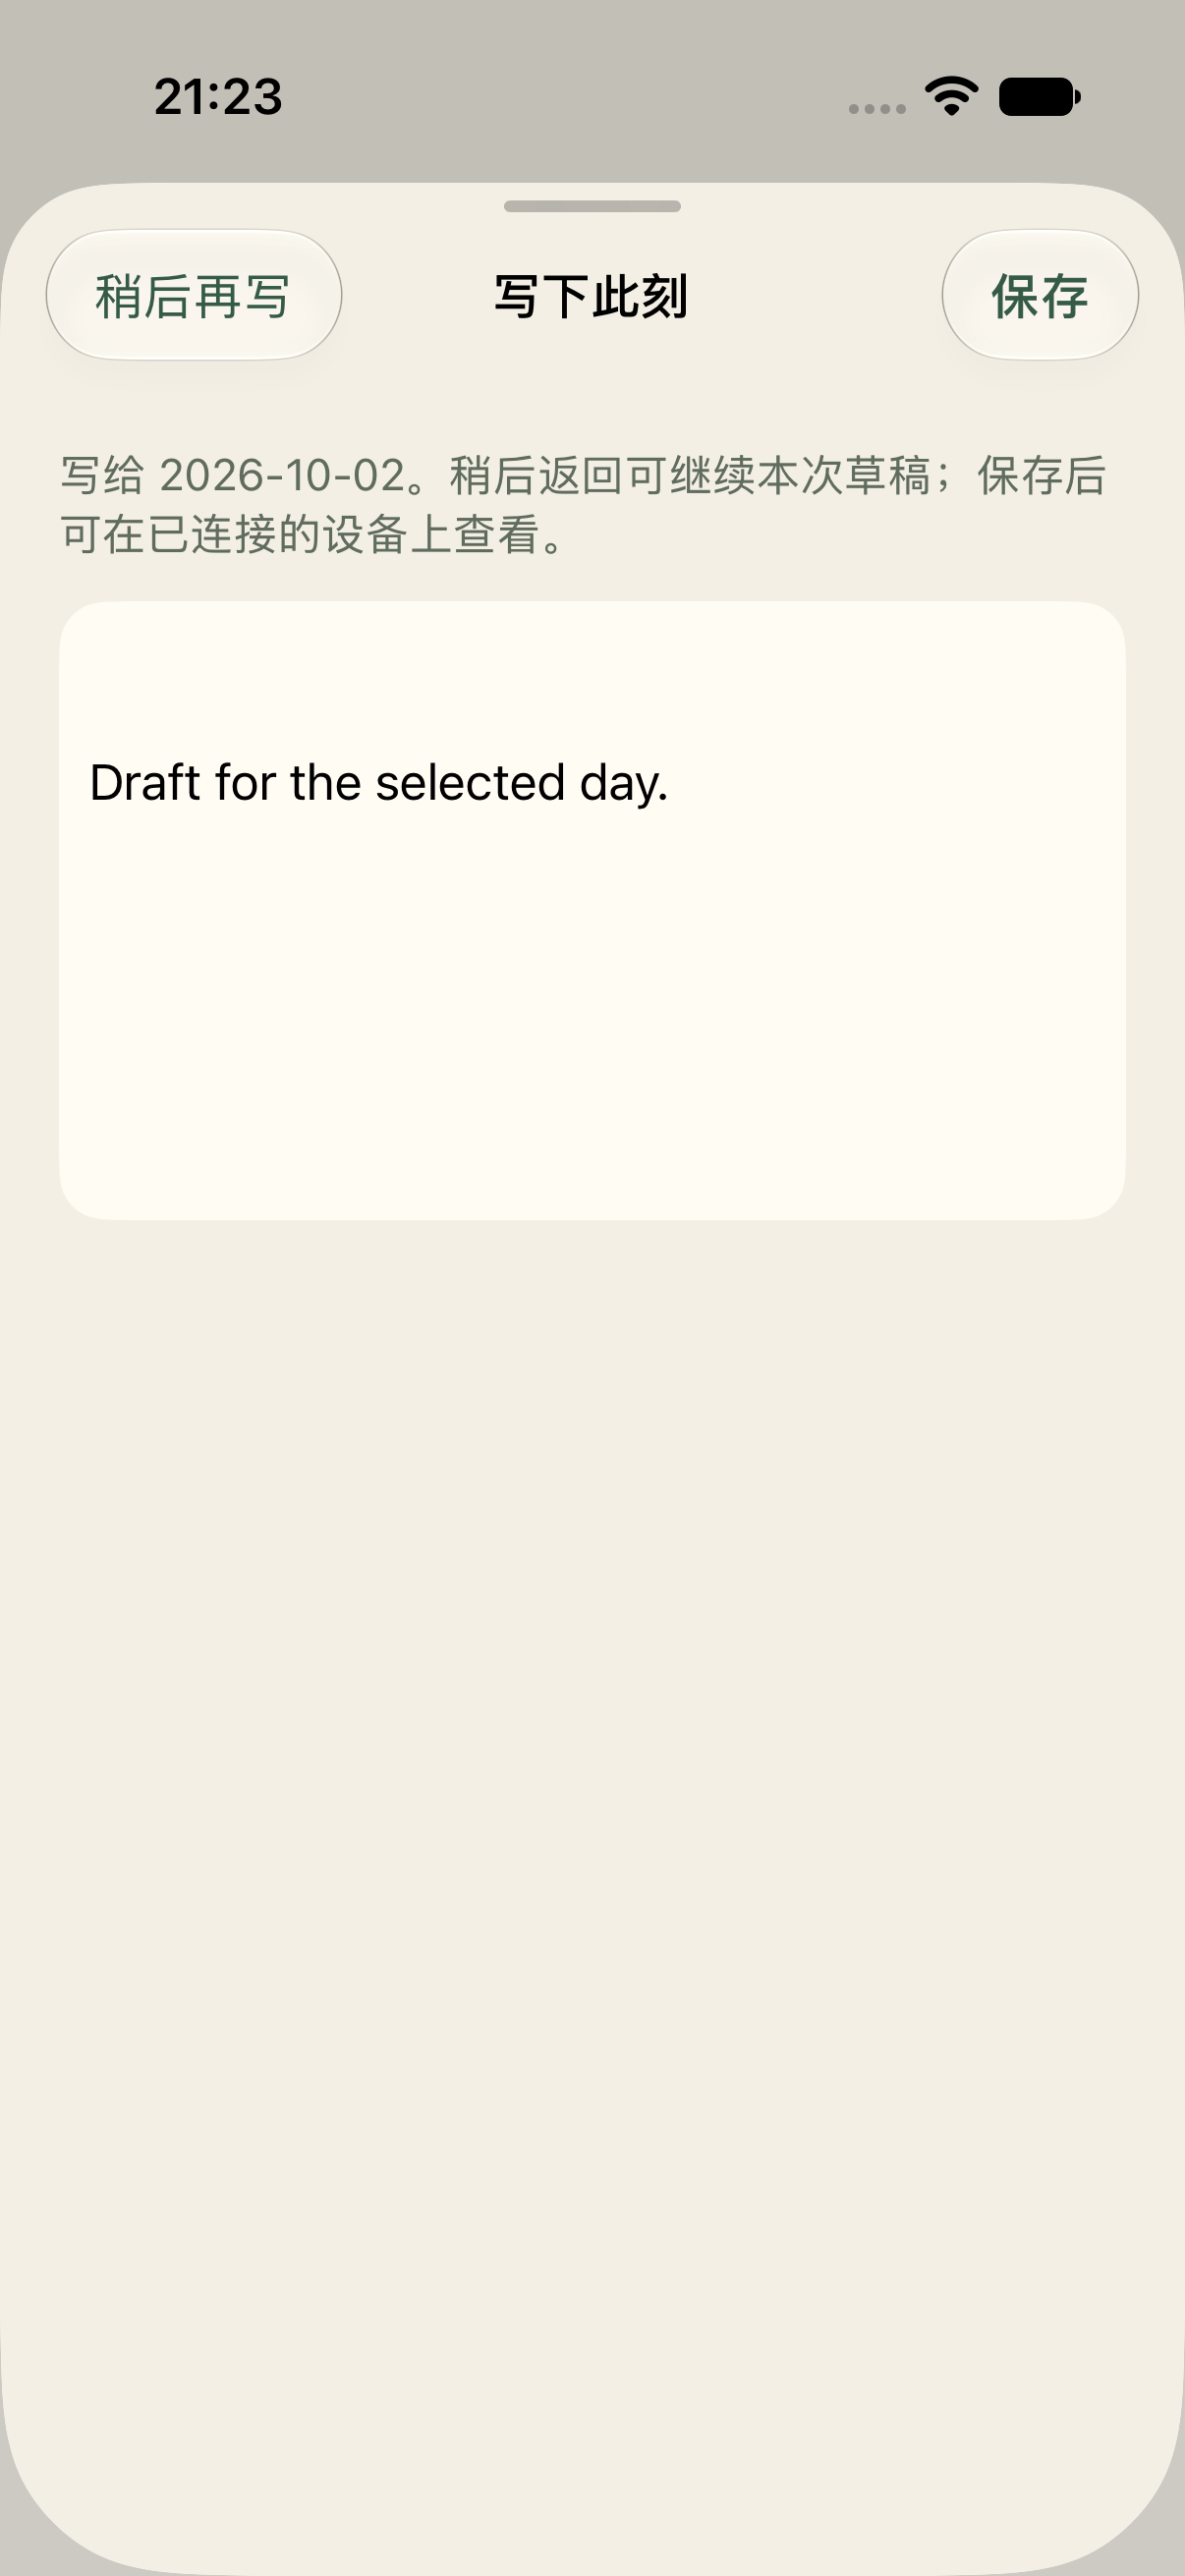 21:23
稍后再写
写下此刻
保存
写给 2026-10-02。稍后返回可继续本次草稿；保存后
可在已连接的设备上查看。
Draft for the selected day.